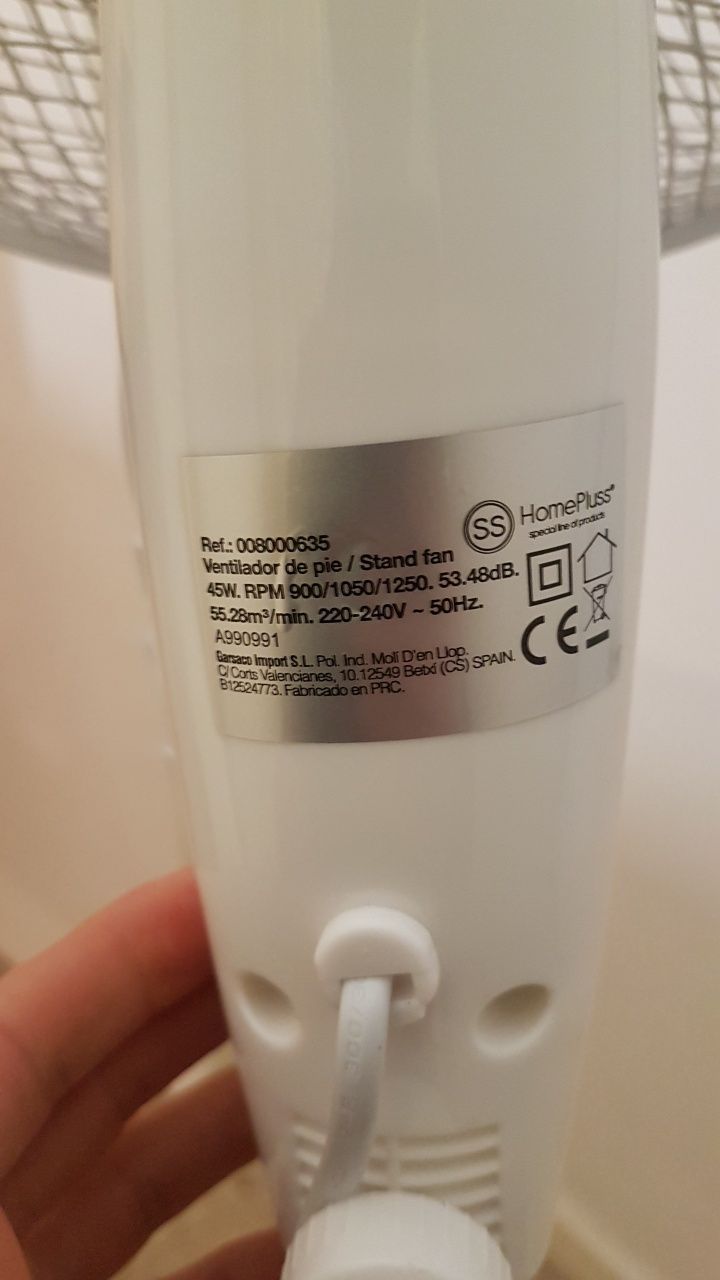 SS HomePluss®
special line of products
Ref.: 008000635
Ventilador de pie / Stand fan
45W. RPM 900/1050/1250. 53.48dB.
55.28m³/min. 220-240V ~ 50Hz.
A990991
Garsaco Import S.L. Pol. Ind. Molí D'en Llop.
C/ Corts Valencianes, 10.12549 Betxí (CS) SPAIN.
B12524773. Fabricado en PRC.
CE